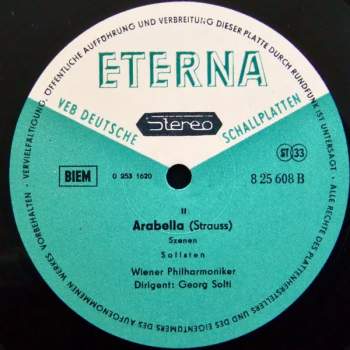 VERVIELFÄLTIGUNG, ÖFFENTLICHE AUFFÜHRUNG UND VERBREITUNG DIESER PLATTE DURCH RUNDFUNK IST UNTERSAGT · ALLE RECHTE DES PLATTENHERSTELLERS UND DES EIGENTÜMERS DES AUFGENOMMENEN WERKES VORBEHALTEN ·
ETERNA
VEB DEUTSCHE SCHALLPLATTEN
Stereo
BIEM
0 253 1620
ST 33
8 25 608 B
II
Arabella (Strauss)
Szenen
Solisten
Wiener Philharmoniker
Dirigent: Georg Solti